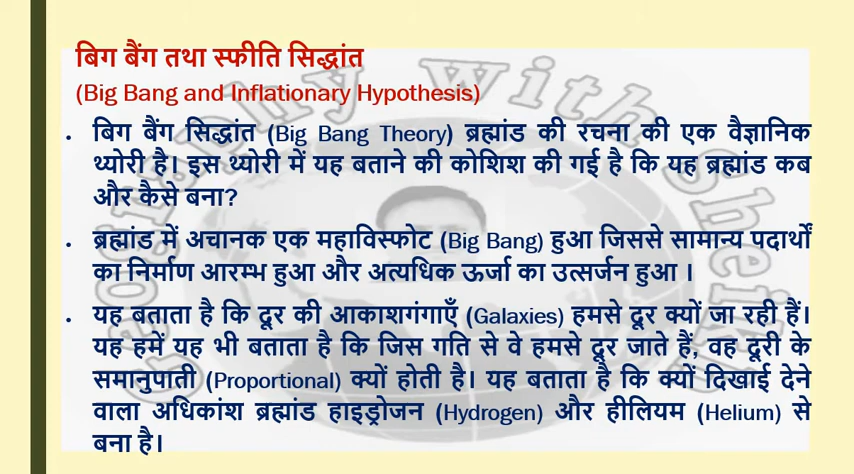 बिग बैंग तथा स्फीति सिद्धांत
(Big Bang and Inflationary Hypothesis)
• बिग बैंग सिद्धांत (Big Bang Theory) ब्रह्मांड की रचना की एक वैज्ञानिक
थ्योरी है। इस थ्योरी में यह बताने की कोशिश की गई है कि यह ब्रह्मांड कब
और कैसे बना?
• ब्रह्मांड में अचानक एक महाविस्फोट (Big Bang) हुआ जिससे सामान्य पदार्थों
का निर्माण आरम्भ हुआ और अत्यधिक ऊर्जा का उत्सर्जन हुआ ।
• यह बताता है कि दूर की आकाशगंगाएँ (Galaxies) हमसे दूर क्यों जा रही हैं।
यह हमें यह भी बताता है कि जिस गति से वे हमसे दूर जाते हैं, वह दूरी के
समानुपाती (Proportional) क्यों होती है। यह बताता है कि क्यों दिखाई देने
वाला अधिकांश ब्रह्मांड हाइड्रोजन (Hydrogen) और हीलियम (Helium) से
बना है।
Geography with Sheikh